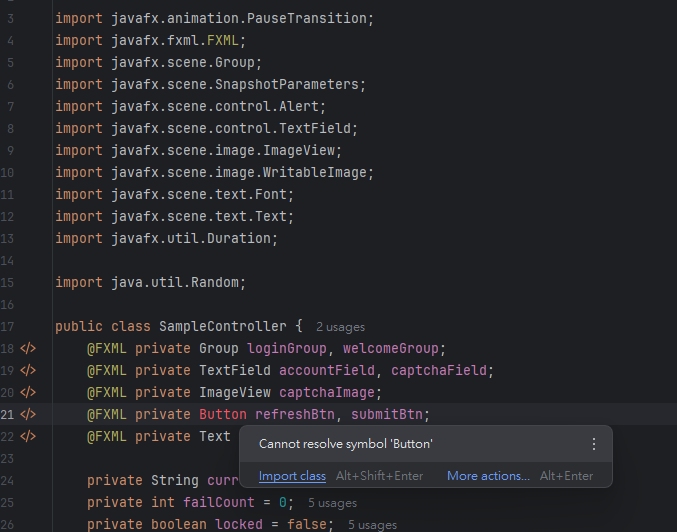 3 import javafx.animation.PauseTransition;
4 import javafx.fxml.FXML;
5 import javafx.scene.Group;
6 import javafx.scene.SnapshotParameters;
7 import javafx.scene.control.Alert;
8 import javafx.scene.control.TextField;
9 import javafx.scene.image.ImageView;
10 import javafx.scene.image.WritableImage;
11 import javafx.scene.text.Font;
12 import javafx.scene.text.Text;
13 import javafx.util.Duration;
14
15 import java.util.Random;
16
17 public class SampleController { 2 usages
18 </> @FXML private Group loginGroup, welcomeGroup;
19 </> @FXML private TextField accountField, captchaField;
20 </> @FXML private ImageView captchaImage;
21 </> @FXML private Button refreshBtn, submitBtn;
22 </> @FXML private Text
Cannot resolve symbol 'Button'
23
24 private String curr
Import class Alt+Shift+Enter More actions... Alt+Enter
25 private int failCount = 0; 5 usages
26 private boolean locked = false; 5 usages